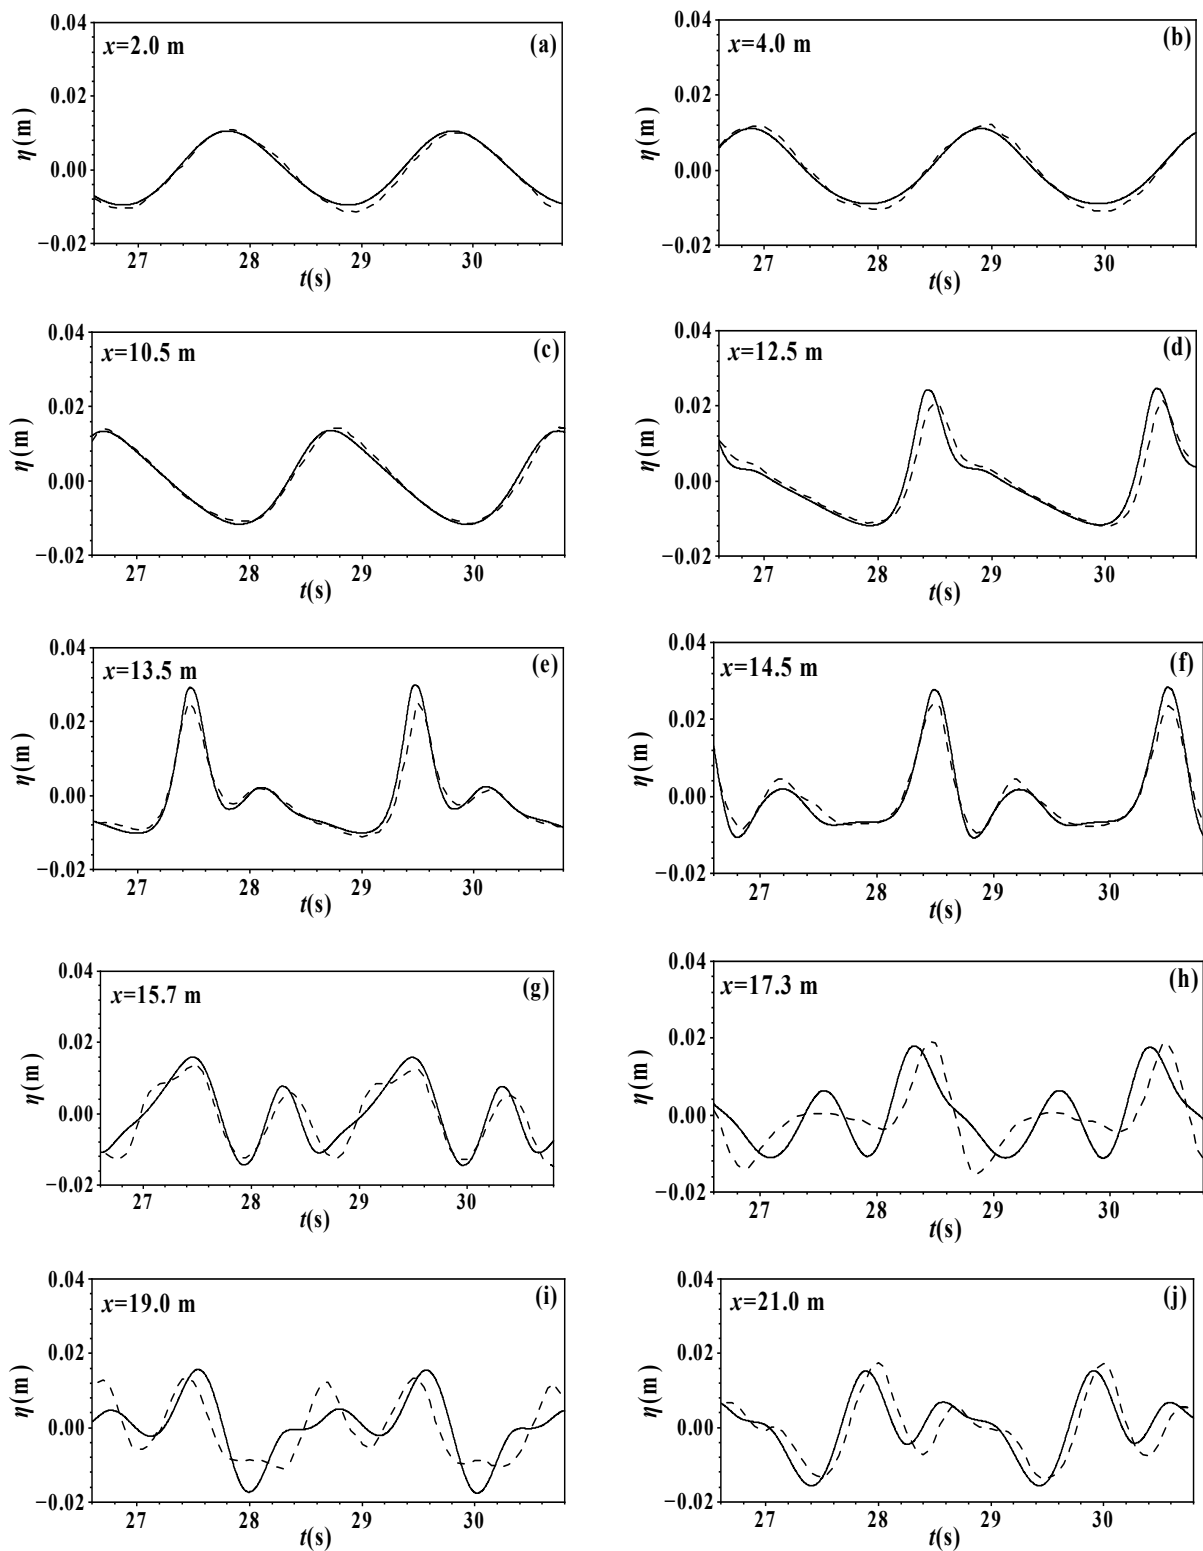 0.04
x=2.0 m
(a)
0.02
η(m)
0.00
−0.02
27
28
29
30
t(s)
0.04
x=4.0 m
(b)
0.02
η(m)
0.00
−0.02
27
28
29
30
t(s)
0.04
x=10.5 m
(c)
0.02
η(m)
0.00
−0.02
27
28
29
30
t(s)
0.04
x=12.5 m
(d)
0.02
η(m)
0.00
−0.02
27
28
29
30
t(s)
0.04
x=13.5 m
(e)
0.02
η(m)
0.00
−0.02
27
28
29
30
t(s)
0.04
x=14.5 m
(f)
0.02
η(m)
0.00
−0.02
27
28
29
30
t(s)
0.04
x=15.7 m
(g)
0.02
η(m)
0.00
−0.02
27
28
29
30
t(s)
0.04
x=17.3 m
(h)
0.02
η(m)
0.00
−0.02
27
28
29
30
t(s)
0.04
x=19.0 m
(i)
0.02
η(m)
0.00
−0.02
27
28
29
30
t(s)
0.04
x=21.0 m
(j)
0.02
η(m)
0.00
−0.02
27
28
29
30
t(s)